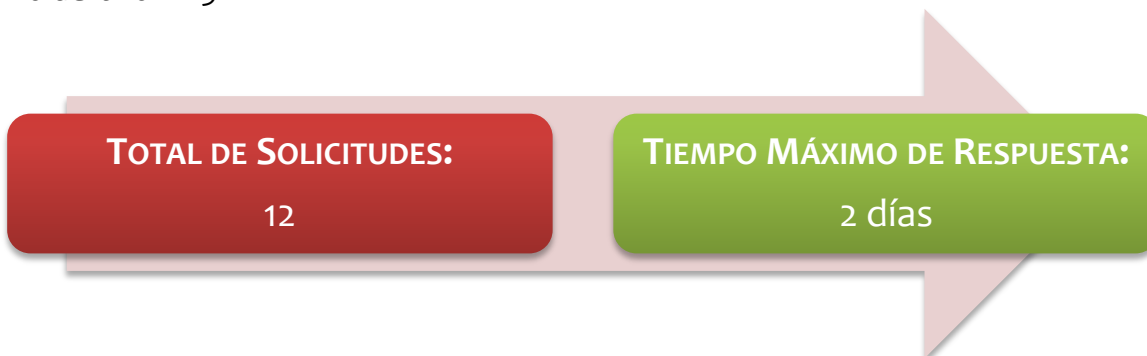 TOTAL DE SOLICITUDES:
12
TIEMPO MÁXIMO DE RESPUESTA:
2 días